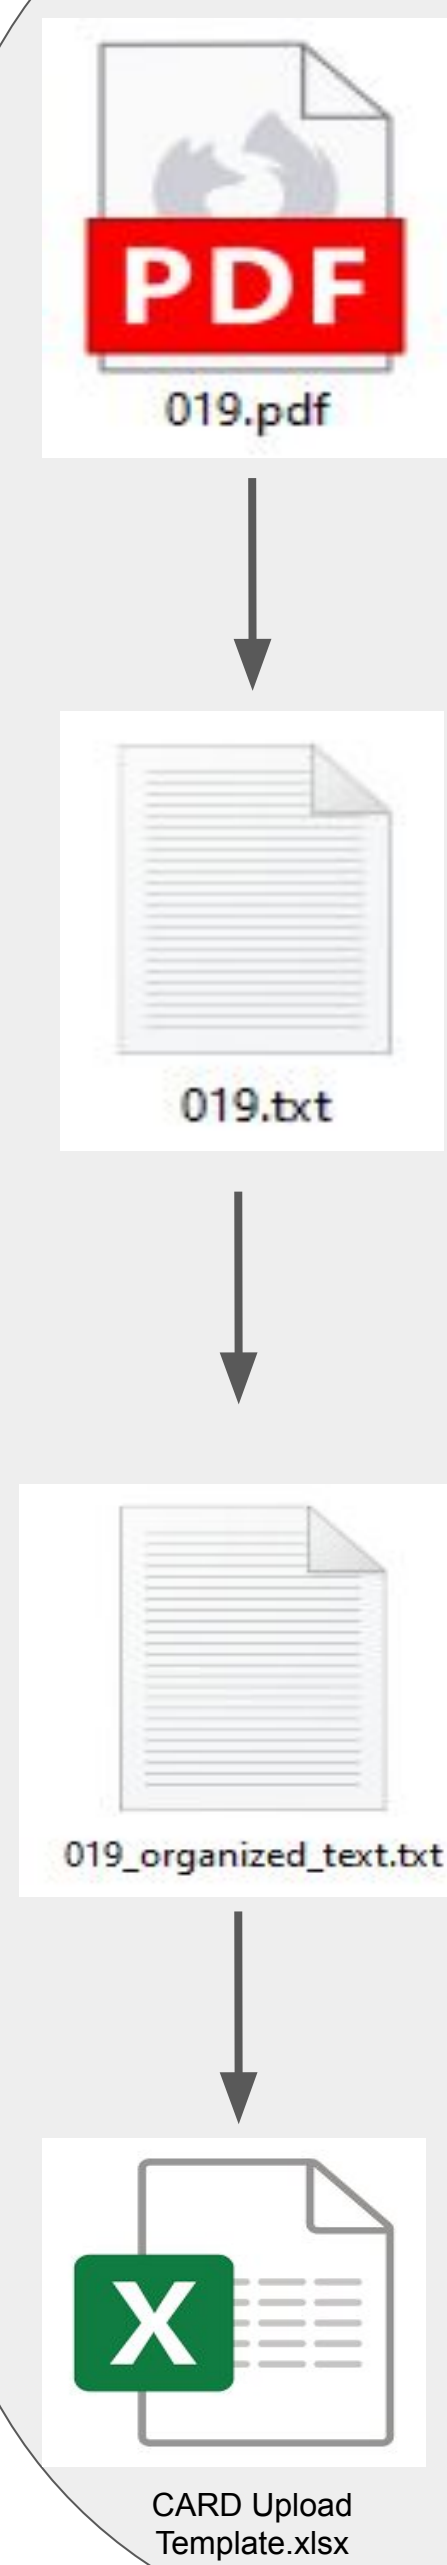 PDF
019.pdf
019.txt
019_organized_text.txt
X
CARD Upload
Template.xlsx